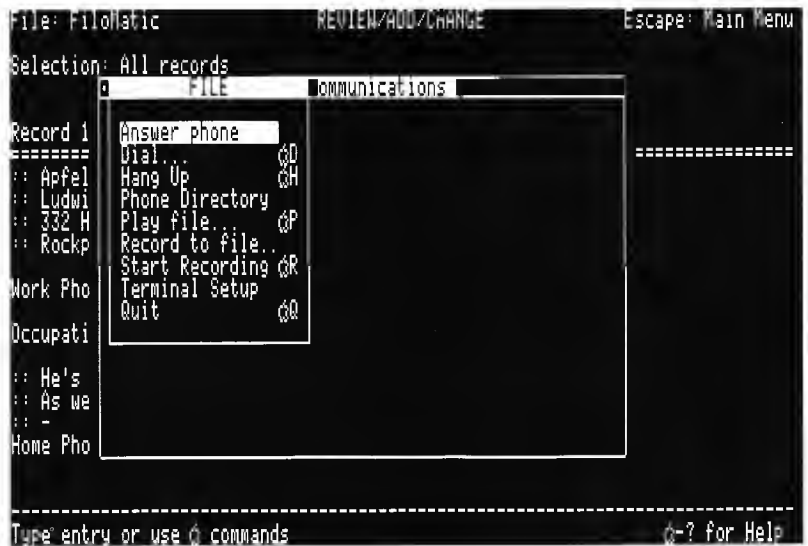 File: FiloMatic REVIEW/ADD/CHANGE Escape: Main Menu
Selection: All records
FILE ommunications
Record 1
Answer phone
Dial... D
Hang Up H
Phone Directory
Play file... P
Record to file..
Start Recording R
Terminal Setup
Quit Q
:: Apfel
:: Ludwi
:: 332 H
:: Rockp
Work Pho
Occupati
:: He's
:: As we
:: -
Home Pho
Type entry or use commands -? for Help